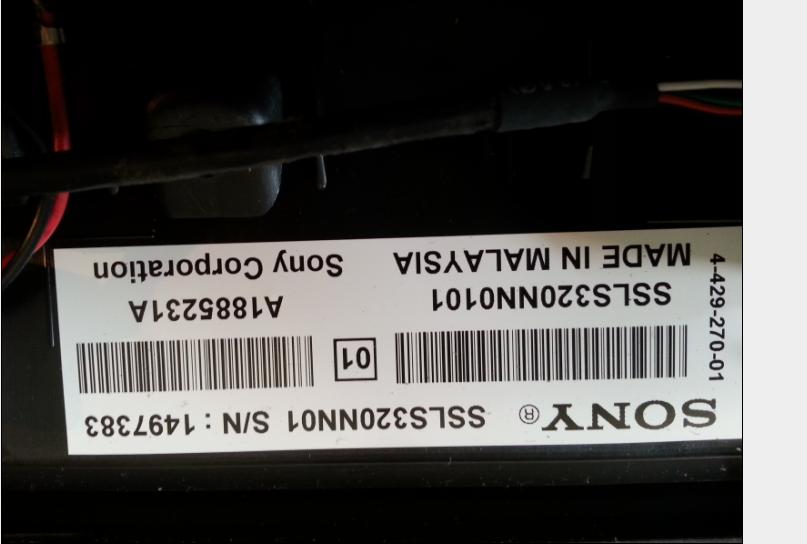 SONY® SSLS320NN01 S/N : 1497383
01
SSLS320NN0101 A1885231A
MADE IN MALAYSIA Sony Corporation
4-429-270-01